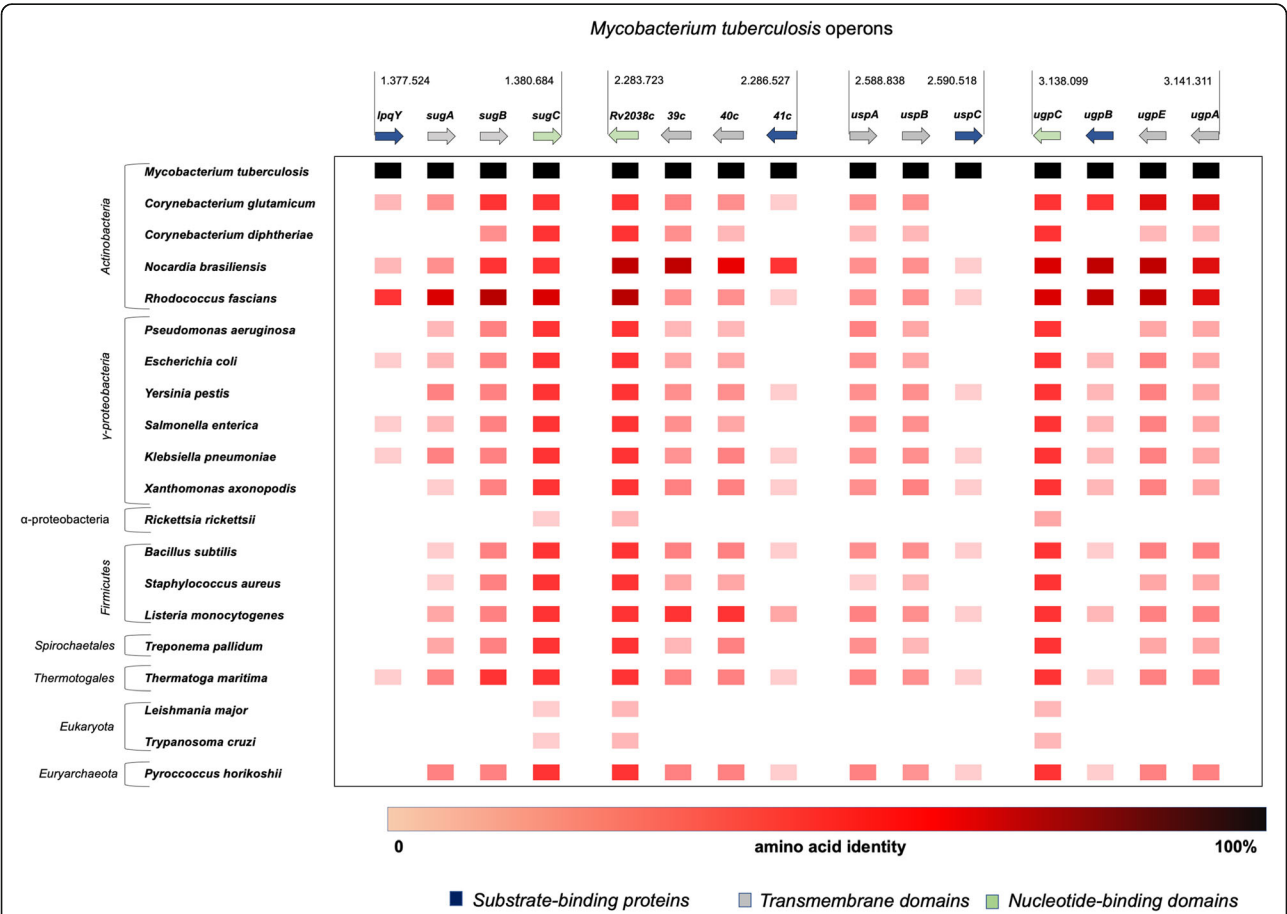 Mycobacterium tuberculosis operons
1.377.524 1.380.684 2.283.723 2.286.527 2.588.838 2.590.518 3.138.099 3.141.311
lpqY sugA sugB sugC Rv2038c 39c 40c 41c uspA uspB uspC ugpC ugpB ugpE ugpA
Actinobacteria
Mycobacterium tuberculosis
Corynebacterium glutamicum
Corynebacterium diphtheriae
Nocardia brasiliensis
Rhodococcus fascians
γ-proteobacteria
Pseudomonas aeruginosa
Escherichia coli
Yersinia pestis
Salmonella enterica
Klebsiella pneumoniae
Xanthomonas axonopodis
α-proteobacteria
Rickettsia rickettsii
Firmicutes
Bacillus subtilis
Staphylococcus aureus
Listeria monocytogenes
Spirochaetales
Treponema pallidum
Thermotogales
Thermatoga maritima
Eukaryota
Leishmania major
Trypanosoma cruzi
Euryarchaeota
Pyroccoccus horikoshii
0 amino acid identity 100%
Substrate-binding proteins Transmembrane domains Nucleotide-binding domains